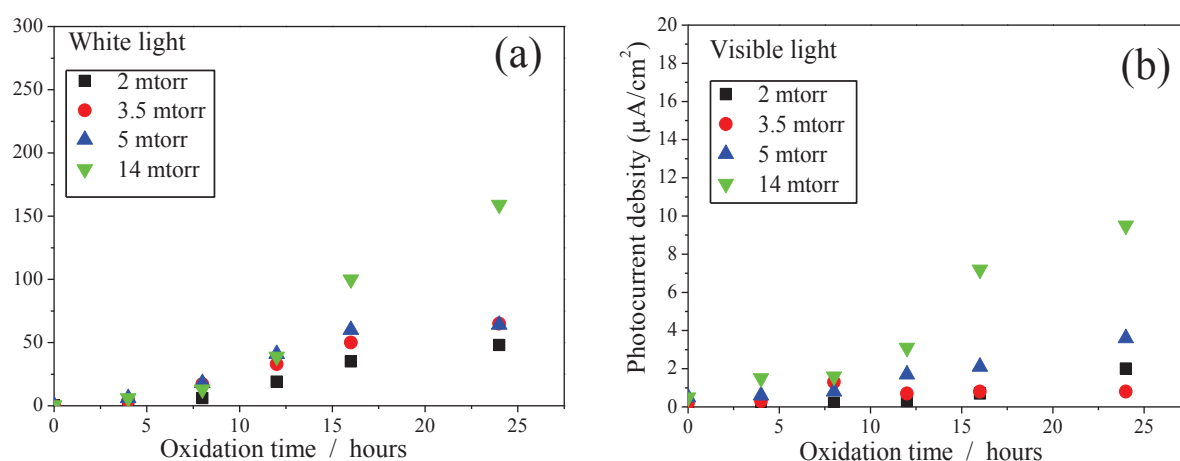 White light
(a)
2 mtorr
3.5 mtorr
5 mtorr
14 mtorr
300
250
200
150
100
50
0
0 5 10 15 20 25
Oxidation time / hours
Visible light
(b)
2 mtorr
3.5 mtorr
5 mtorr
14 mtorr
Photocurrent debsity (µA/cm²)
20
18
16
14
12
10
8
6
4
2
0
0 5 10 15 20 25
Oxidation time / hours